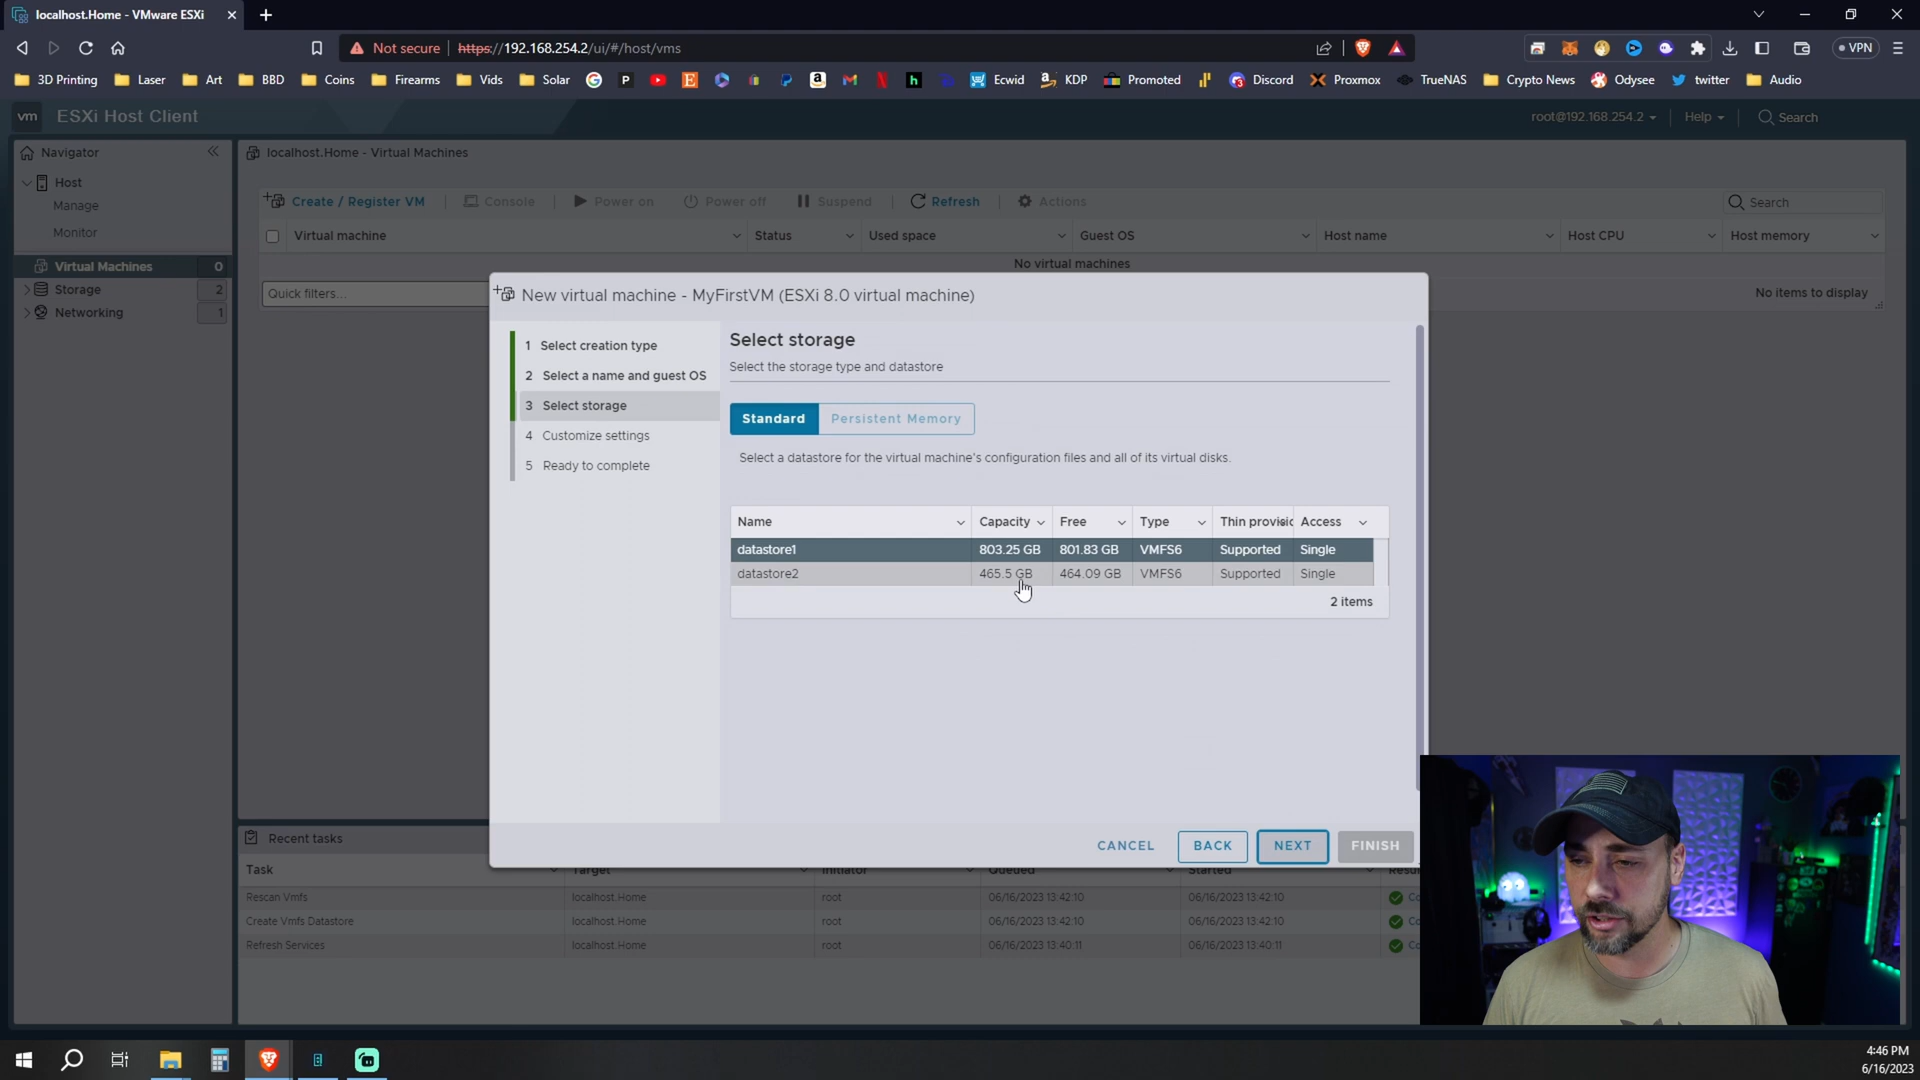 localhost.Home - VMware ESXi
Not secure
https://192.168.254.2/ui/#/host/vms
VPN
3D Printing
Laser
Art
BBD
Coins
Firearms
Vids
Solar
Ecwid
KDP
Promoted
Discord
Proxmox
TrueNAS
Crypto News
Odysee
twitter
Audio
vm
ESXi Host Client
root@192.168.254.2
Help
Search
Navigator
localhost.Home - Virtual Machines
Host
Manage
Monitor
Virtual Machines 0
Storage 2
Networking 1
Create / Register VM
Console
Power on
Power off
Suspend
Refresh
Actions
Search
Virtual machine
Status
Used space
Guest OS
Host name
Host CPU
Host memory
No virtual machines
Quick filters...
No items to display
New virtual machine - MyFirstVM (ESXi 8.0 virtual machine)
1 Select creation type
2 Select a name and guest OS
3 Select storage
4 Customize settings
5 Ready to complete
Select storage
Select the storage type and datastore
Standard
Persistent Memory
Select a datastore for the virtual machine's configuration files and all of its virtual disks.
Name Capacity Free Type Thin provisic Access
datastore1 803.25 GB 801.83 GB VMFS6 Supported Single
datastore2 465.5 GB 464.09 GB VMFS6 Supported Single
2 items
CANCEL
BACK
NEXT
FINISH
Recent tasks
Task Target Initiator Queued Started
Rescan Vmfs localhost.Home root 06/16/2023 13:42:10 06/16/2023 13:42:10
Create Vmfs Datastore localhost.Home root 06/16/2023 13:42:10 06/16/2023 13:42:10
Refresh Services localhost.Home root 06/16/2023 13:40:11 06/16/2023 13:40:11
4:46 PM
6/16/2023